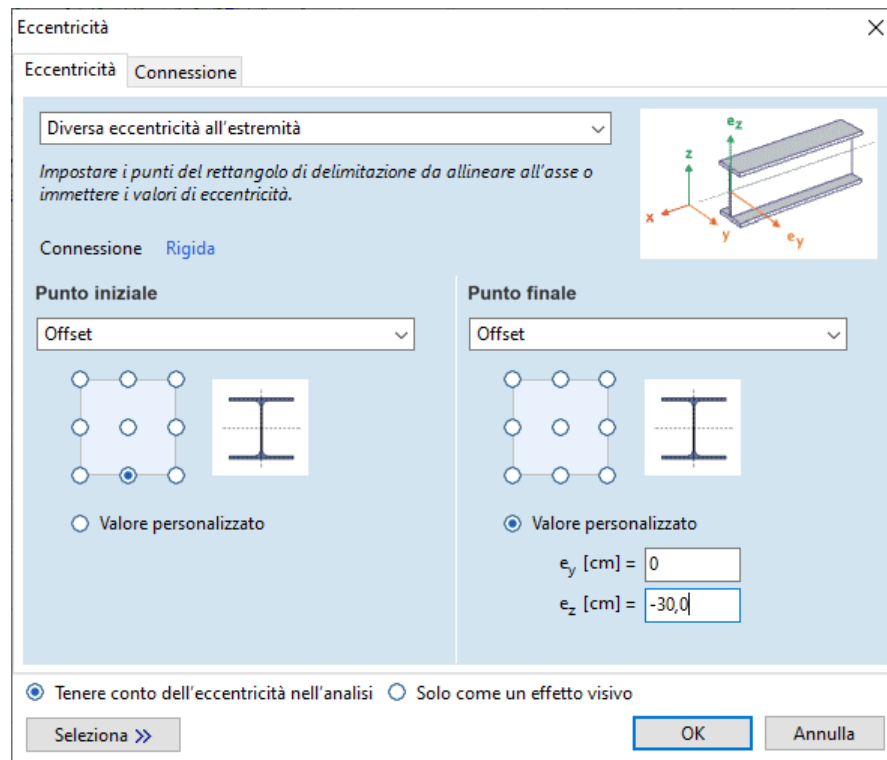 Eccentricità
Eccentricità Connessione
Diversa eccentricità all'estremità
Impostare i punti del rettangolo di delimitazione da allineare all'asse o
immettere i valori di eccentricità.
ez
z
x
y
ey
Connessione Rigida
Punto iniziale
Offset
Valore personalizzato
Punto finale
Offset
Valore personalizzato
ey [cm] = 0
ez [cm] = -30,0
Tenere conto dell'eccentricità nell'analisi Solo come un effetto visivo
Seleziona >> OK Annulla